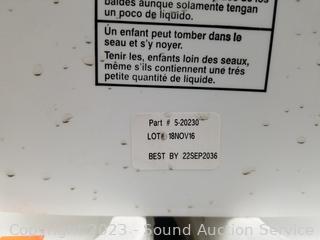 baldes aunque solamente tengan
un poco de liquido.
Un enfant peut tomber dans le
seau et s'y noyer.
Tenir les, enfants loin des seaux,
même s'ils contiennent une trés
petite quantité de liquide.
Part # 5-20230
LOT# 18NOV16
BEST BY 22SEP2036
Copyright 2023 - Sound Auction Service -